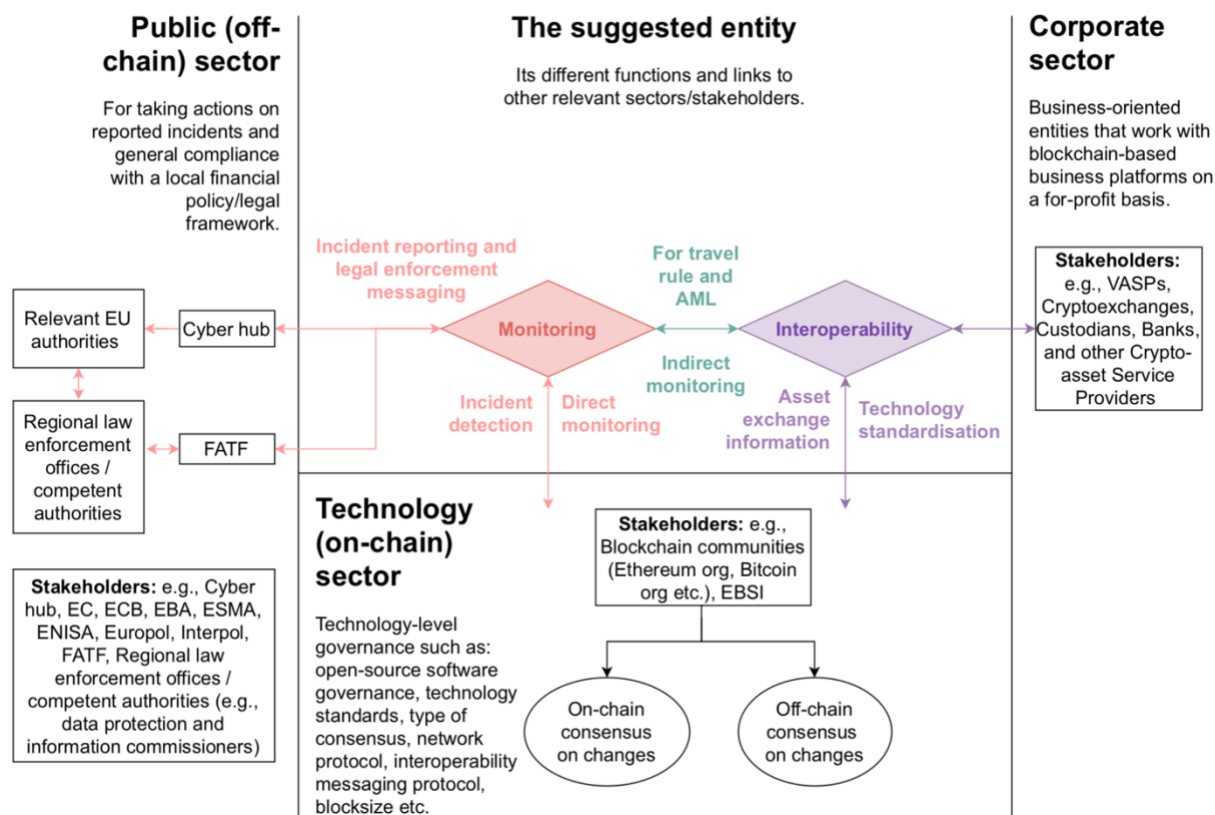 Public (off-
chain) sector
For taking actions on
reported incidents and
general compliance
with a local financial
policy/legal
framework.
The suggested entity
Its different functions and links to
other relevant sectors/stakeholders.
Corporate
sector
Business-oriented
entities that work with
blockchain-based
business platforms on
a for-profit basis.
Incident reporting and
legal enforcement
messaging
For travel
rule and
AML
Relevant EU
authorities
Cyber hub
Monitoring
Interoperability
Stakeholders:
e.g., VASPs,
Cryptoexchanges,
Custodians, Banks,
and other Crypto-
asset Service
Providers
Indirect
monitoring
Incident
detection
Direct
monitoring
Asset
exchange
information
Technology
standardisation
Regional law
enforcement
offices /
competent
authorities
FATF
Stakeholders: e.g., Cyber
hub, EC, ECB, EBA, ESMA,
ENISA, Europol, Interpol,
FATF, Regional law
enforcement offices /
competent authorities (e.g.,
data protection and
information commissioners)
Technology
(on-chain)
sector
Technology-level
governance such as:
open-source software
governance, technology
standards, type of
consensus, network
protocol, interoperability
messaging protocol,
blocksize etc.
Stakeholders: e.g.,
Blockchain communities
(Ethereum org, Bitcoin
org etc.), EBSI
On-chain
consensus
on changes
Off-chain
consensus
on changes